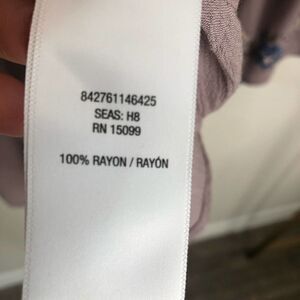 842761146425
SEAS: H8
RN 15099
100% RAYON / RAYÓN